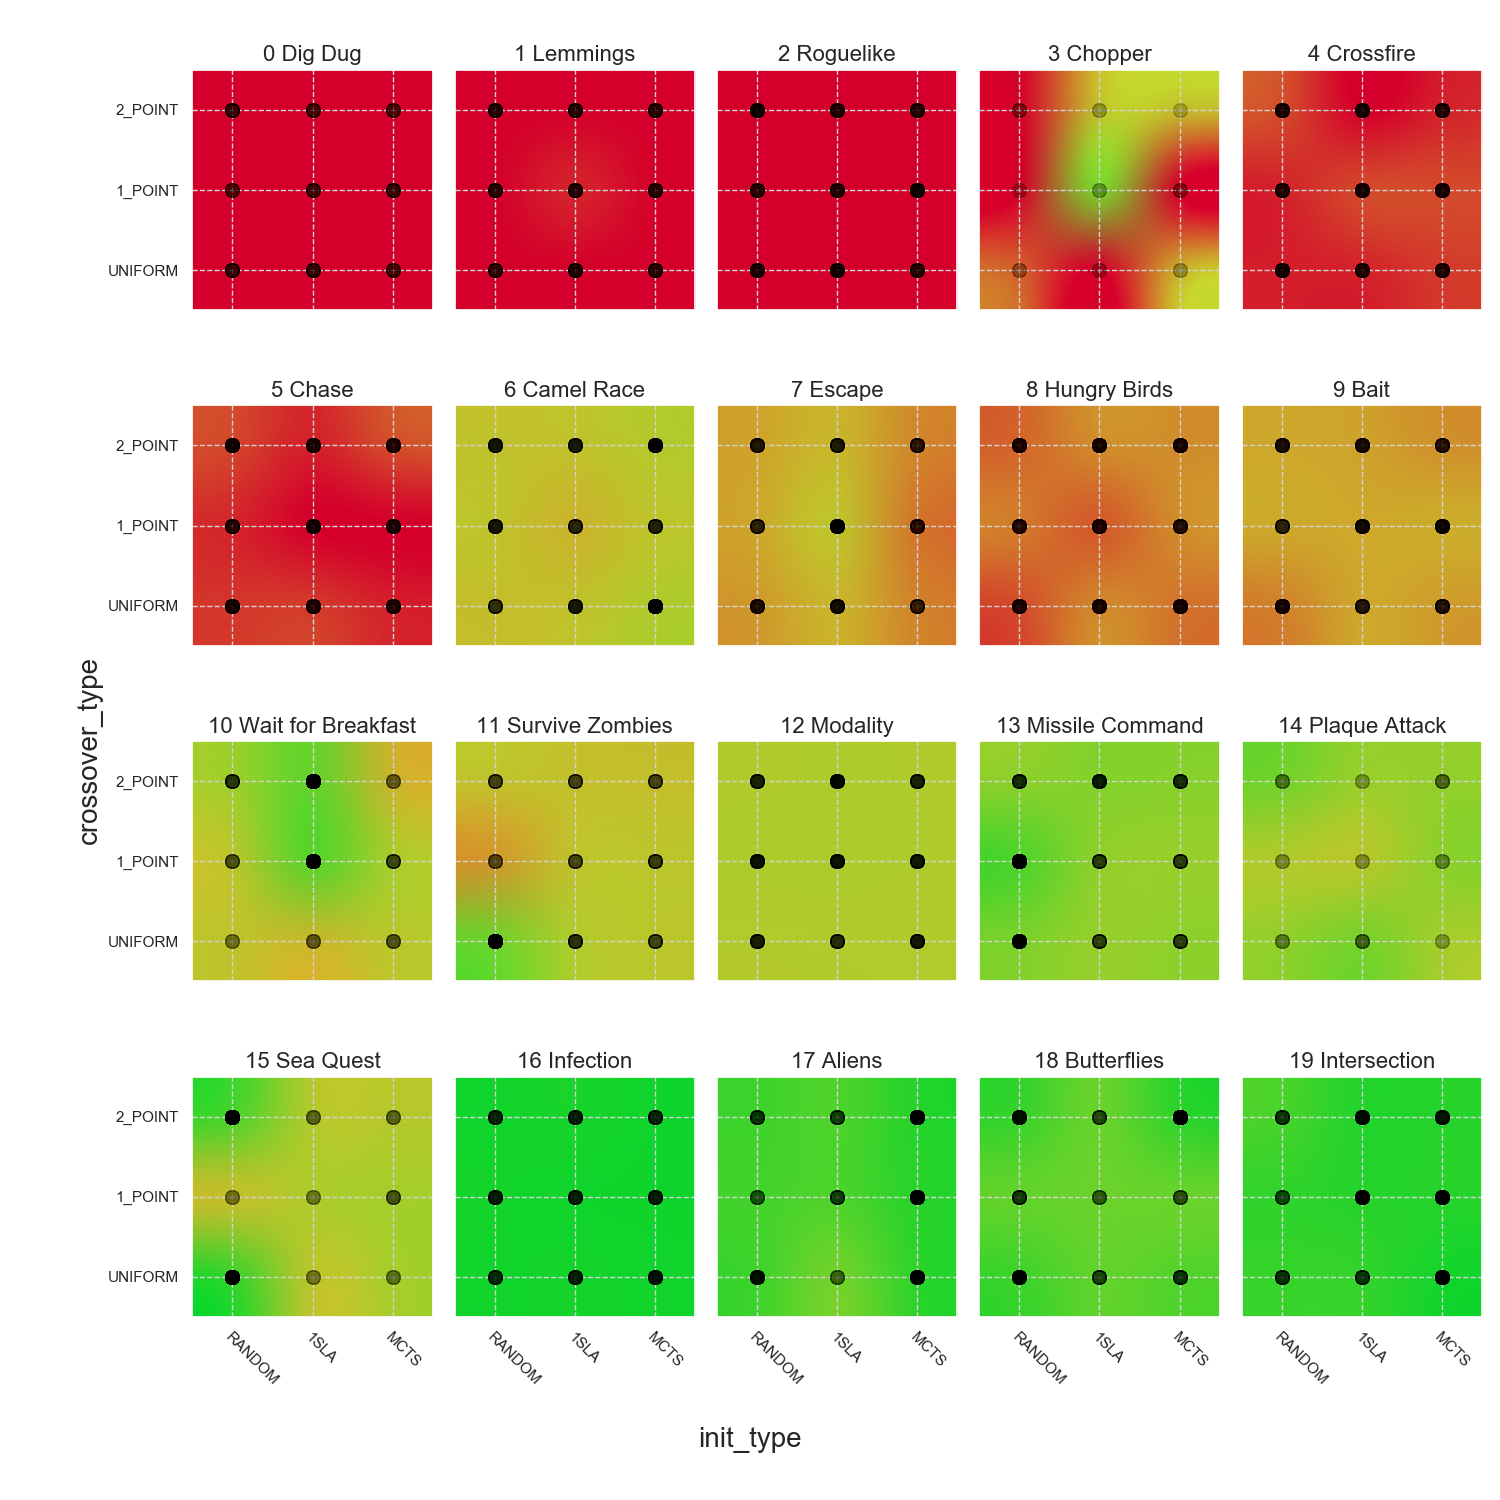 0 Dig Dug
1 Lemmings
2 Roguelike
3 Chopper
4 Crossfire
2_POINT
1_POINT
UNIFORM
5 Chase
6 Camel Race
7 Escape
8 Hungry Birds
9 Bait
2_POINT
1_POINT
UNIFORM
crossover_type
10 Wait for Breakfast
11 Survive Zombies
12 Modality
13 Missile Command
14 Plaque Attack
2_POINT
1_POINT
UNIFORM
15 Sea Quest
16 Infection
17 Aliens
18 Butterflies
19 Intersection
2_POINT
1_POINT
UNIFORM
RANDOM
1SLA
MCTS
RANDOM
1SLA
MCTS
RANDOM
1SLA
MCTS
RANDOM
1SLA
MCTS
RANDOM
1SLA
MCTS
init_type